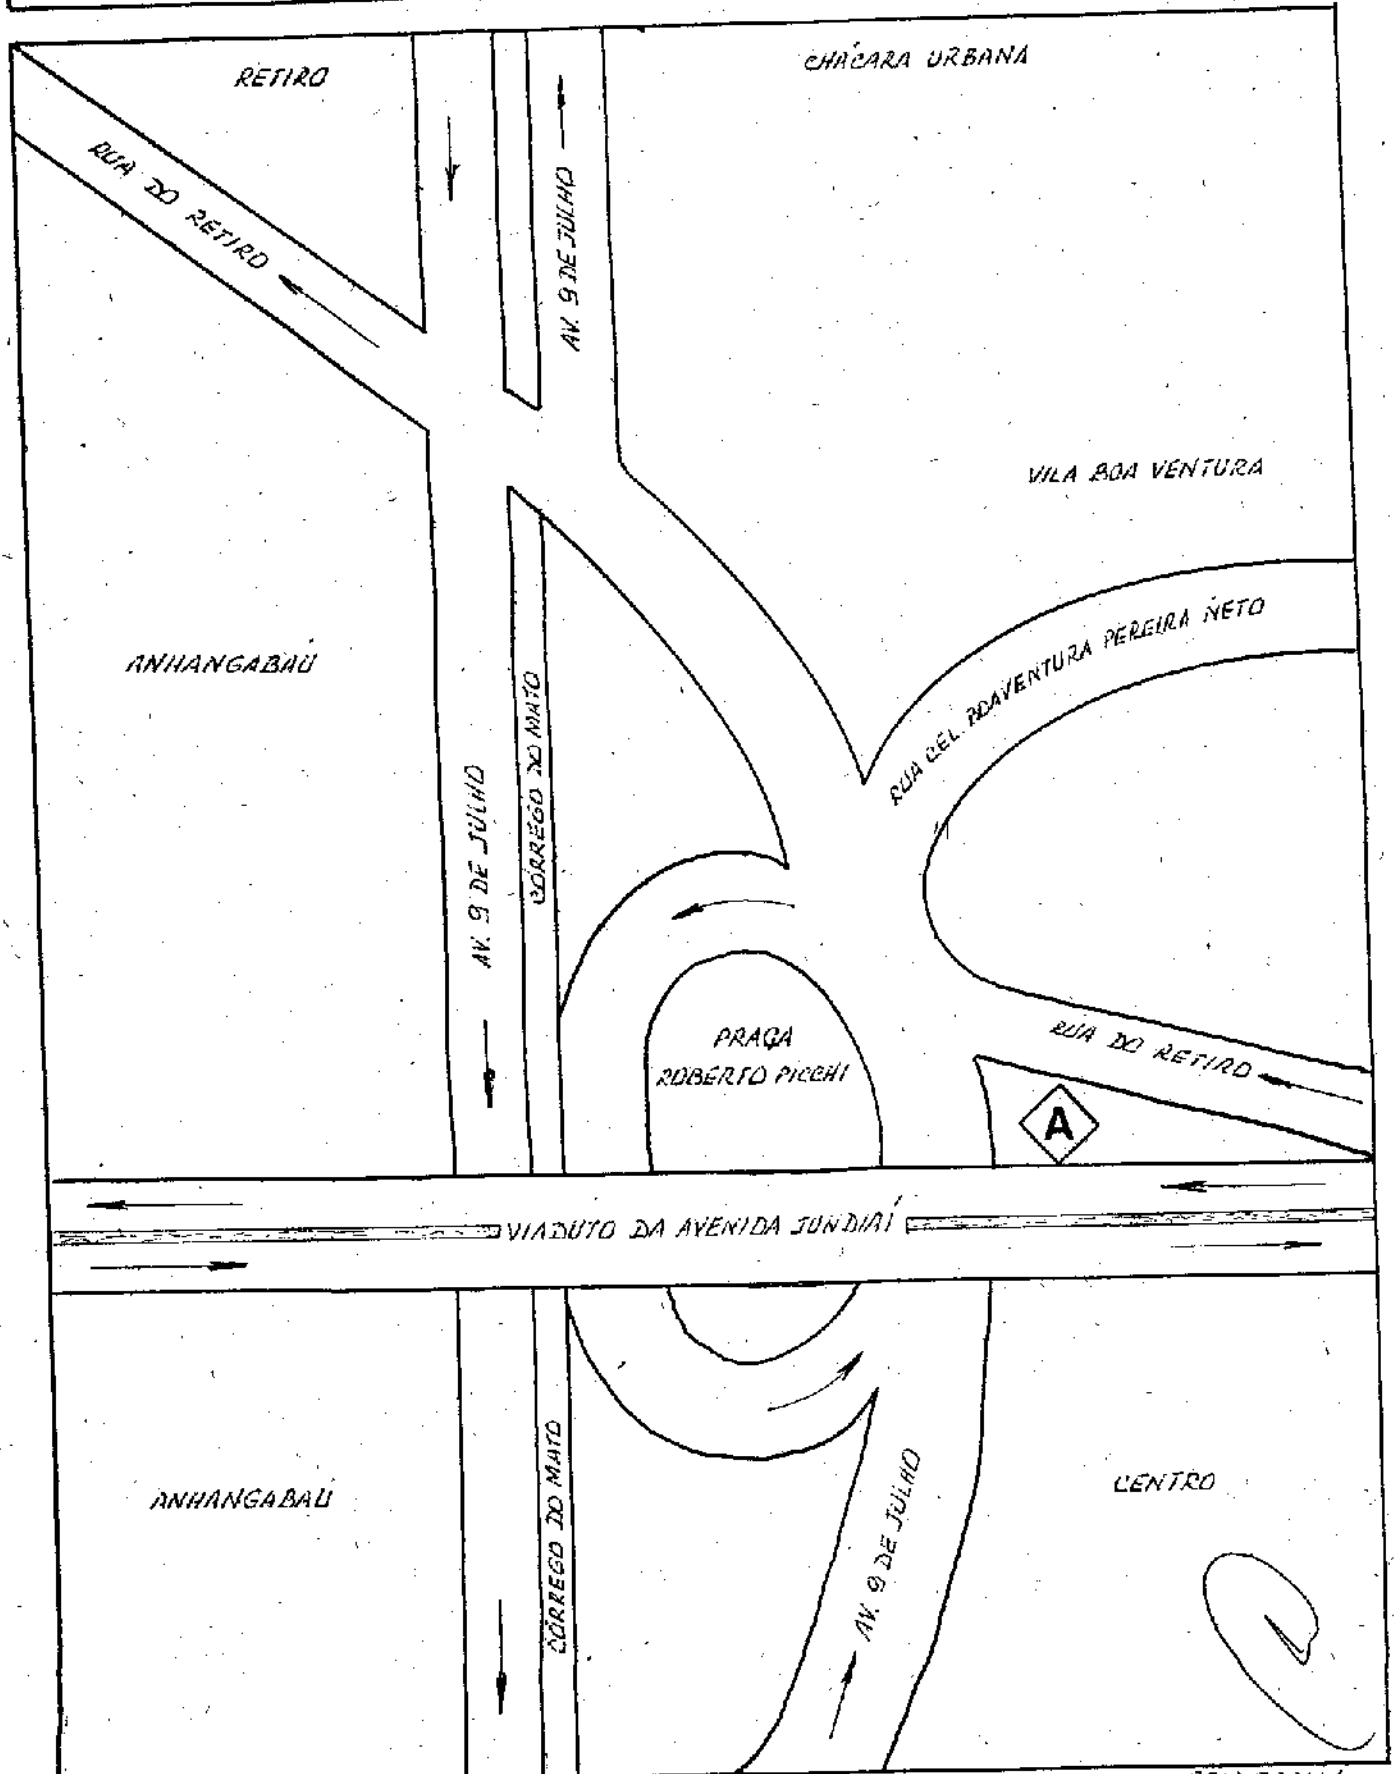 RETIRO
CHÁCARA URBANA
RUA DO RETIRO
AV. 9 DE JULHO
VILA BOA VENTURA
RUA CEL. BOAVENTURA PEREIRA NETO
ANHANGABAÚ
CÓRREGO DO MATO
AV. 9 DE JULHO
PRAÇA
ROBERTO PICCHI
RUA DO RETIRO
A
VIADUTO DA AVENIDA JUNDIAÍ
ANHANGABAÚ
CÓRREGO DO MATO
AV. 9 DE JULHO
CENTRO